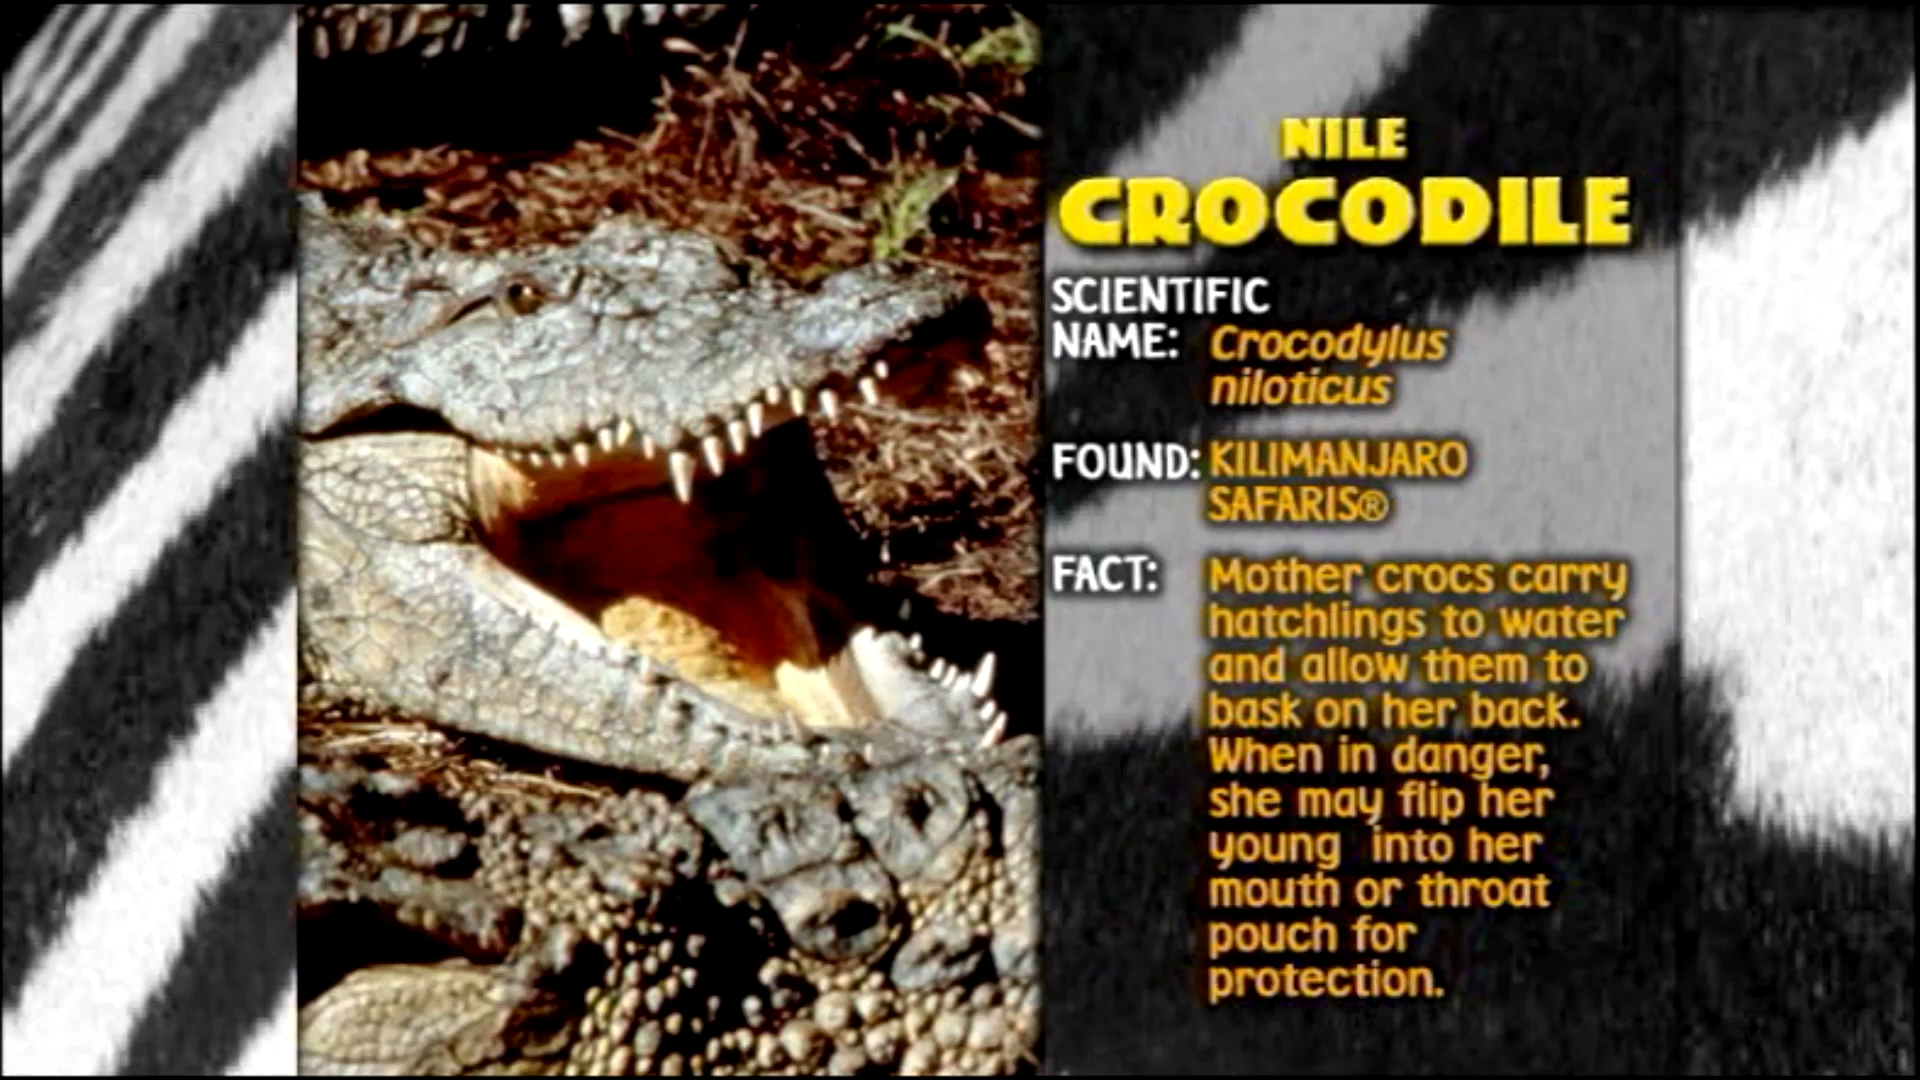 NILE
CROCODILE
SCIENTIFIC
NAME: Crocodylus
niloticus
FOUND: KILIMANJARO
SAFARIS®
FACT: Mother crocs carry
hatchlings to water
and allow them to
bask on her back.
When in danger,
she may flip her
young into her
mouth or throat
pouch for
protection.